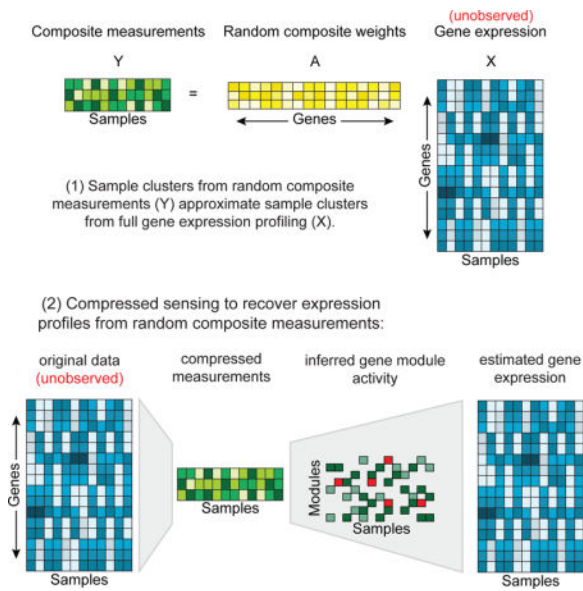 Composite measurements
Random composite weights
(unobserved)
Gene expression
Y
A
X
=
Samples
Genes
Genes
Samples
(1) Sample clusters from random composite
measurements (Y) approximate sample clusters
from full gene expression profiling (X).
(2) Compressed sensing to recover expression
profiles from random composite measurements:
original data
(unobserved)
compressed
measurements
inferred gene module
activity
estimated gene
expression
Genes
Samples
Samples
Modules
Samples
Samples